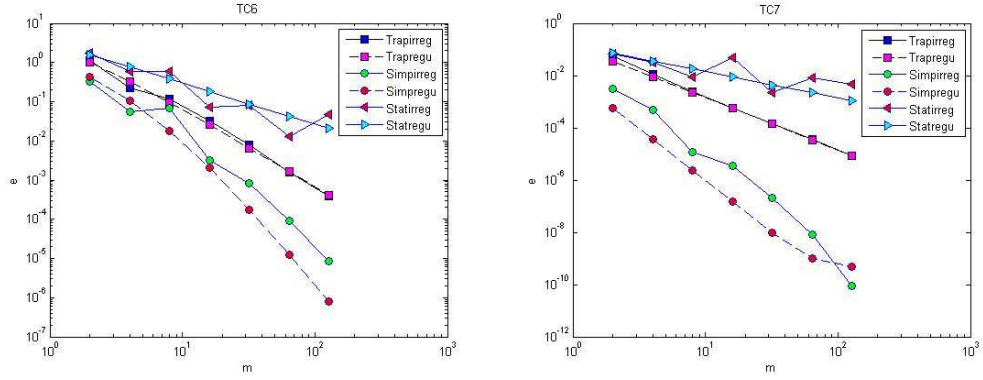 TC6
10^1
10^0
10^-1
10^-2
10^-3
10^-4
10^-5
10^-6
10^-7
e
10^0
10^1
10^2
10^3
m
Trapirreg
Trapregu
Simpirreg
Simpregu
Statirreg
Statregu
TC7
10^0
10^-2
10^-4
10^-6
10^-8
10^-10
10^-12
e
10^0
10^1
10^2
10^3
m
Trapirreg
Trapregu
Simpirreg
Simpregu
Statirreg
Statregu